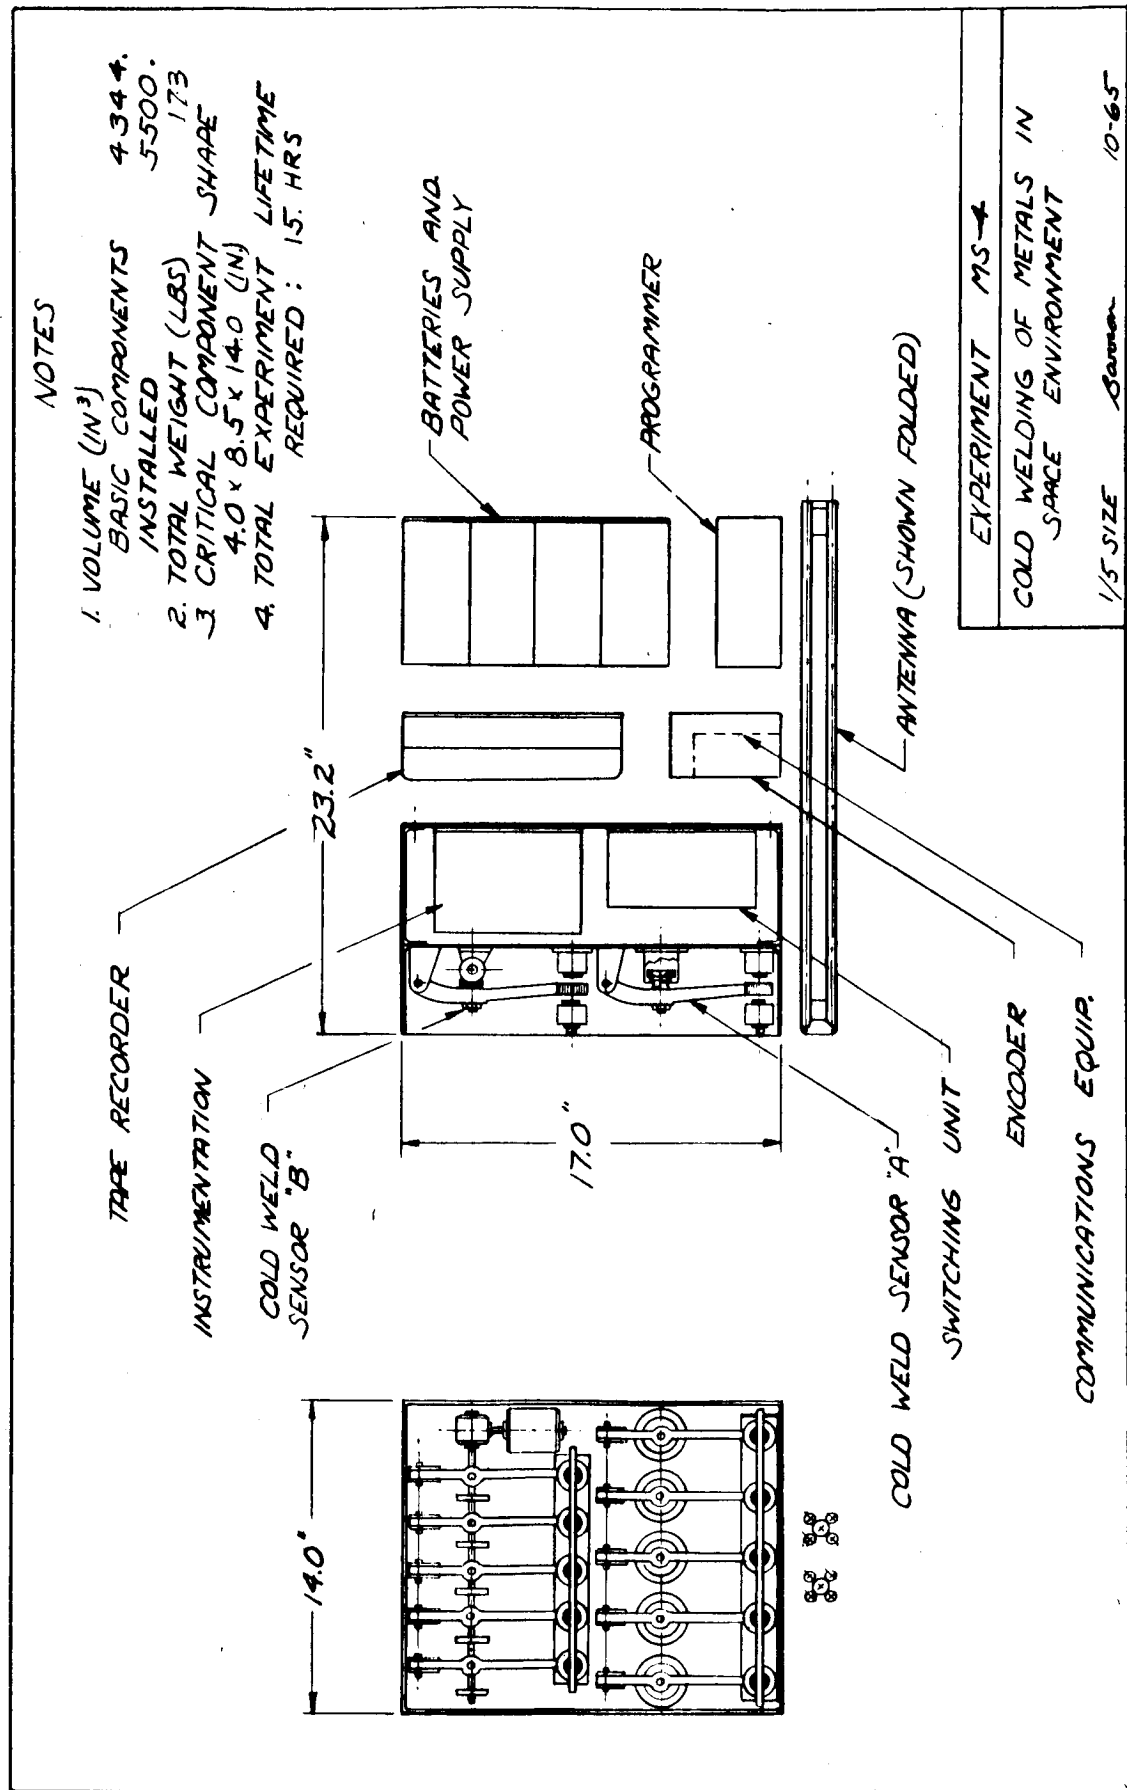 NOTES
1. VOLUME (IN³)
BASIC COMPONENTS 4344.
INSTALLED 5500.
2. TOTAL WEIGHT (LBS) 173
3 CRITICAL COMPONENT SHAPE
4.0 x 8.5 x 14.0 (IN)
4. TOTAL EXPERIMENT LIFETIME
REQUIRED : 15. HRS
TAPE RECORDER
INSTRUMENTATION
COLD WELD
SENSOR "B"
23.2"
BATTERIES AND
POWER SUPPLY
PROGRAMMER
14.0"
17.0"
ANTENNA (SHOWN FOLDED)
COLD WELD SENSOR "A"
SWITCHING UNIT
ENCODER
COMMUNICATIONS EQUIP.
EXPERIMENT MS-4
COLD WELDING OF METALS IN
SPACE ENVIRONMENT
1/5 SIZE 10-65